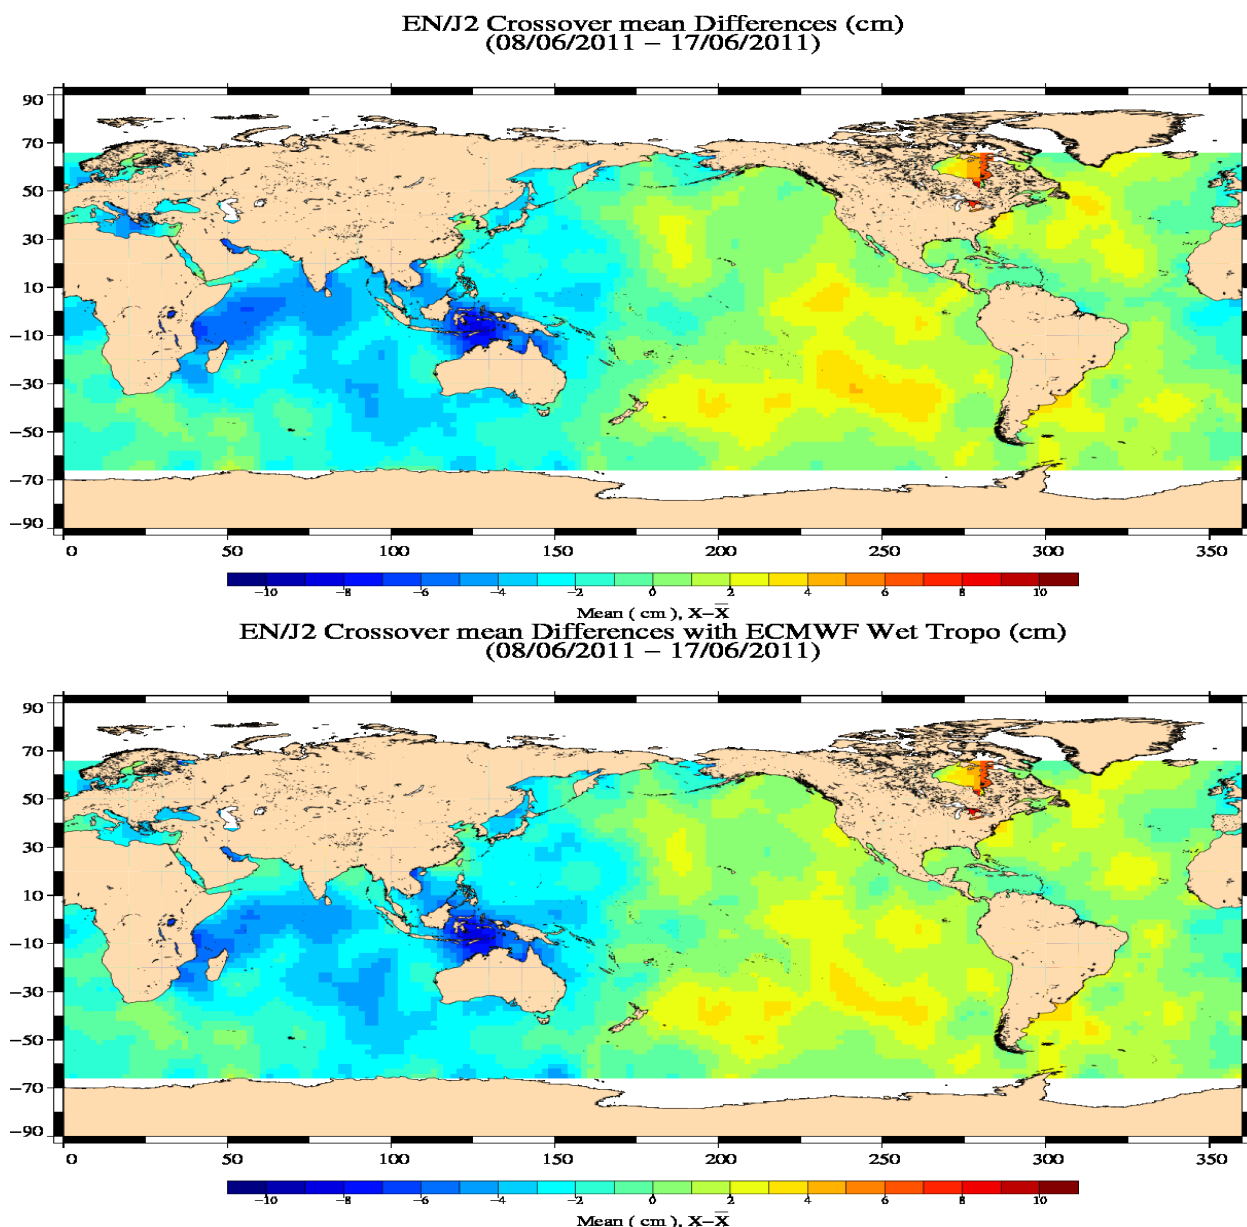 EN/J2 Crossover mean Differences (cm)
(08/06/2011 − 17/06/2011)
90
70
50
30
10
−10
−30
−50
−70
−90
0 50 100 150 200 250 300 350
−10 −8 −6 −4 −2 0 2 4 6 8 10
Mean ( cm ), X−X̅
EN/J2 Crossover mean Differences with ECMWF Wet Tropo (cm)
(08/06/2011 − 17/06/2011)
90
70
50
30
10
−10
−30
−50
−70
−90
0 50 100 150 200 250 300 350
−10 −8 −6 −4 −2 0 2 4 6 8 10
Mean ( cm ), X−X̅